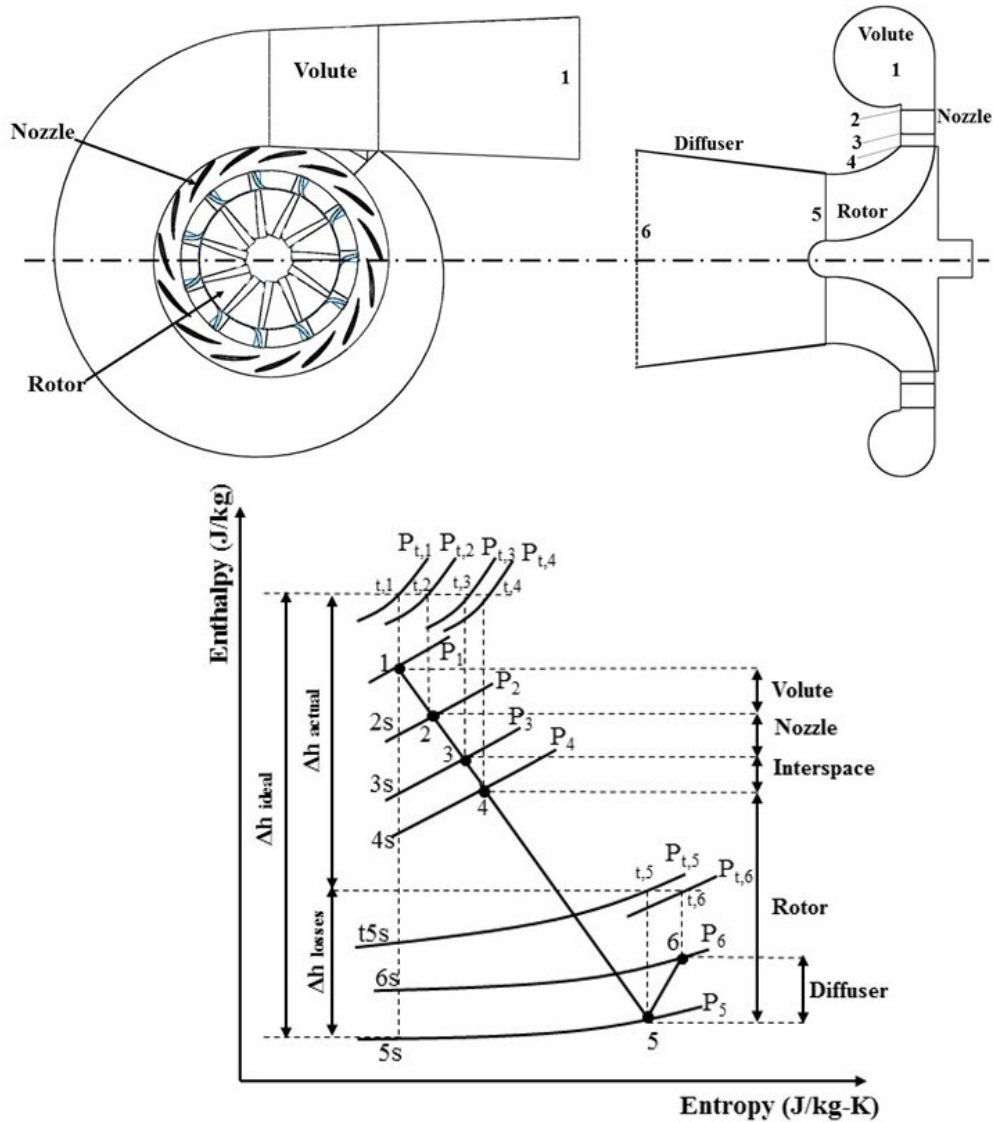 Volute
1
Nozzle
Rotor
Volute
1
2
Nozzle
3
4
Diffuser
5
Rotor
6
Enthalpy (J/kg)
Pt,1
Pt,2
Pt,3
Pt,4
t,1
t,2
t,3
t,4
1
P1
P2
2s
2
P3
3
P4
3s
4
4s
Volute
Nozzle
Interspace
Rotor
Diffuser
Δh ideal
Δh actual
Δh losses
t,5
Pt,5
Pt,6
t,6
t5s
6
P6
6s
P5
5s
5
Entropy (J/kg-K)